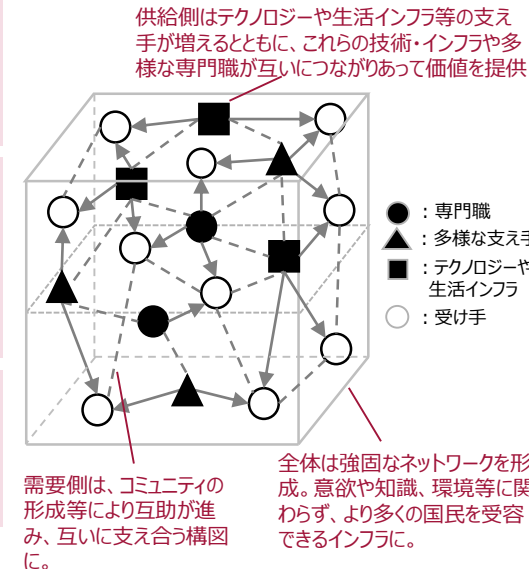 供給側はテクノロジーや生活インフラ等の支え
手が増えるとともに、これらの技術・インフラや多
様な専門職が互いにつながりあって価値を提供
：専門職
：多様な支え手
：テクノロジーや
生活インフラ
：受け手
需要側は、コミュニティの
形成等により互助が進
み、互いに支え合う構図
に。
全体は強固なネットワークを形
成。意欲や知識、環境等に関
わらず、より多くの国民を受容
できるインフラに。